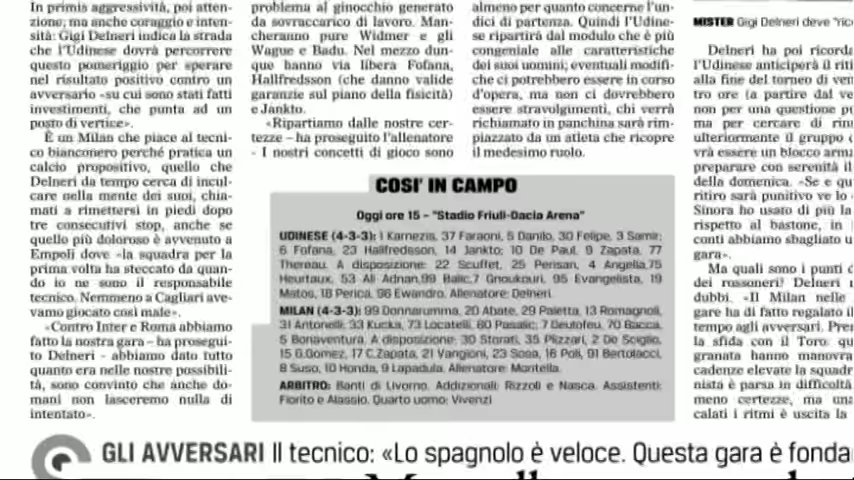 In primis aggressività, poi atten-
zione, ma anche coraggio e inten-
sità: Gigi Delneri indica la strada
che l'Udinese dovrà percorrere
questo pomeriggio per sperare
nel risultato positivo contro un
avversario «su cui sono stati fatti
investimenti, che punta ad un
posto di vertice».
È un Milan che piace al tecni-
co bianconero perché pratica un
calcio propositivo, quello che
Delneri da tempo cerca di incul-
care nella mente dei suoi, chia-
mati a rimettersi in piedi dopo
tre consecutivi stop, anche se
quello più doloroso è avvenuto a
Empoli dove «la squadra per la
prima volta ha steccato da quan-
do io ne sono il responsabile
tecnico. Nemmeno a Cagliari ave-
vamo giocato così male».
«Contro Inter e Roma abbiamo
fatto la nostra gara – ha prosegui-
to Delneri - abbiamo dato tutto
quanto era nelle nostre possibili-
tà, sono convinto che anche do-
mani non lasceremo nulla di
intentato».
problema al ginocchio generato
da sovraccarico di lavoro. Man-
cheranno pure Widmer e gli
Wague e Badu. Nel mezzo dun-
que hanno via libera Fofana,
Hallfredsson (che danno valide
garanzie sul piano della fisicità)
e Jankto.
«Ripartiamo dalle nostre cer-
tezze – ha proseguito l'allenatore
- I nostri concetti di gioco sono
almeno per quanto concerne l'un-
dici di partenza. Quindi l'Udine-
se ripartirà dal modulo che è più
congeniale alle caratteristiche
dei suoi uomini; eventuali modifi-
che ci potrebbero essere in corso
d'opera, ma non ci dovrebbero
essere stravolgimenti, chi verrà
richiamato in panchina sarà rim-
piazzato da un atleta che ricopre
il medesimo ruolo.
COSI' IN CAMPO
Oggi ore 15 – "Stadio Friuli-Dacia Arena"
UDINESE (4-3-3): 1 Karnezis, 37 Faraoni, 5 Danilo, 30 Felipe, 3 Samir;
6 Fofana, 23 Hallfredsson, 14 Jankto; 10 De Paul, 9 Zapata, 77
Thereau. A disposizione: 22 Scuffet, 25 Perisan, 4 Angella,75
Heurtaux, 53 Ali Adnan,99 Balic,7 Gnoukouri, 95 Evangelista, 19
Matos, 18 Perica, 96 Ewandro. Allenatore: Delneri.
MILAN (4-3-3): 99 Donnarumma, 20 Abate, 29 Paletta, 13 Romagnoli,
31 Antonelli; 33 Kucka, 73 Locatelli, 80 Pasalic; 7 Deulofeu, 70 Bacca,
5 Bonaventura. A disposizione: 30 Storari, 35 Plizzari, 2 De Sciglio,
15 G.Gomez, 17 C.Zapata, 21 Vangioni, 23 Sosa, 16 Poli, 91 Bertolacci,
8 Suso, 10 Honda, 9 Lapadula. Allenatore: Montella.
ARBITRO: Banti di Livorno. Addizionali: Rizzoli e Nasca. Assistenti:
Fiorito e Alassio. Quarto uomo: Vivenzi
MISTER Gigi Delneri deve "ric
Delneri ha poi ricorda
l'Udinese anticiperà il riti
alla fine del torneo di ven
tro ore (a partire dal ve
non per una questione pu
ma per cercare di rin
ulteriormente il gruppo c
vrà essere un blocco arma
preparare con serenità il
della domenica. «Se e qu
ritiro sarà punitivo ve lo
Sinora ho usato di più la
rispetto al bastone, in
conti abbiamo sbagliato u
gara».
Ma quali sono i punti d
dei rossoneri? Delneri n
dubbi. «Il Milan nelle
gare ha di fatto regalato il
tempo agli avversari. Pren
la sfida con il Toro: qu
granata hanno manovra
cadenze elevate la squadr
nista è parsa in difficoltà
meno certezze, ma una
calati i ritmi è uscita la
GLI AVVERSARI Il tecnico: «Lo spagnolo è veloce. Questa gara è fonda